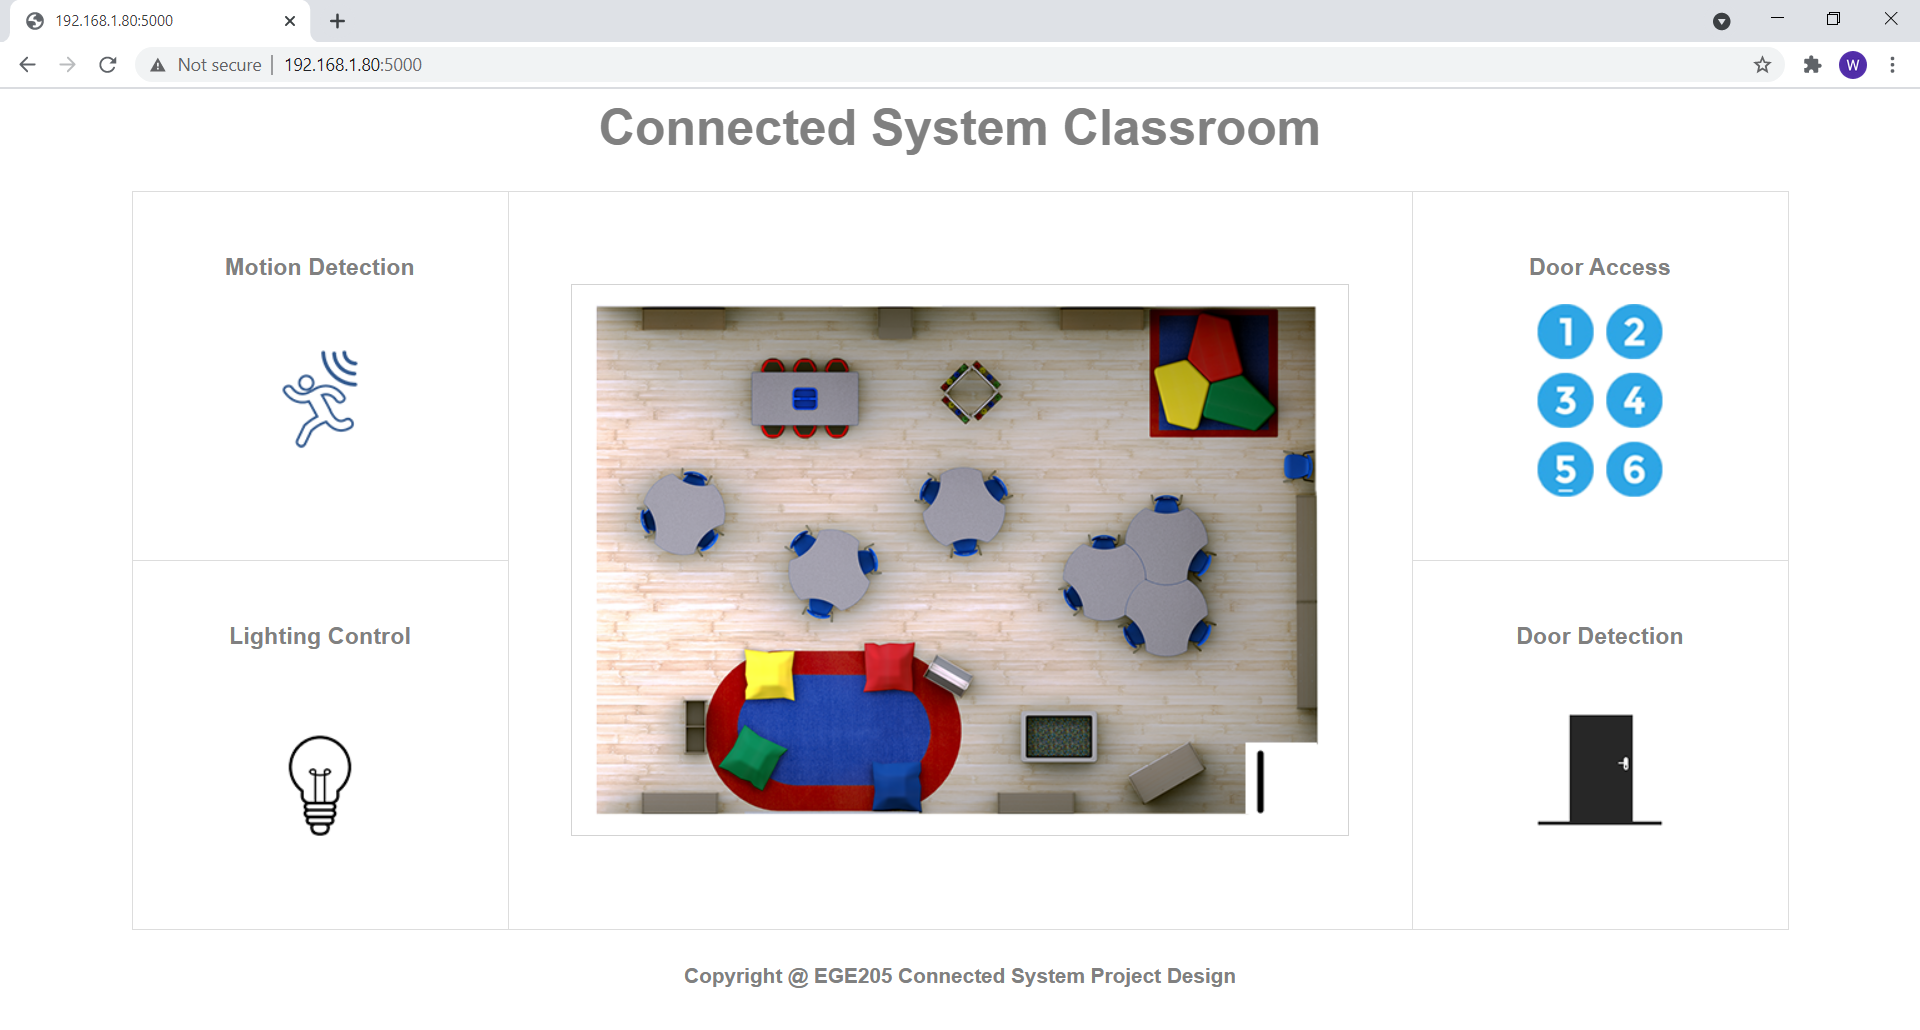 192.168.1.80:5000
Not secure | 192.168.1.80:5000
W
Connected System Classroom
Motion Detection
Door Access
1 2
3 4
5 6
Lighting Control
Door Detection
Copyright @ EGE205 Connected System Project Design